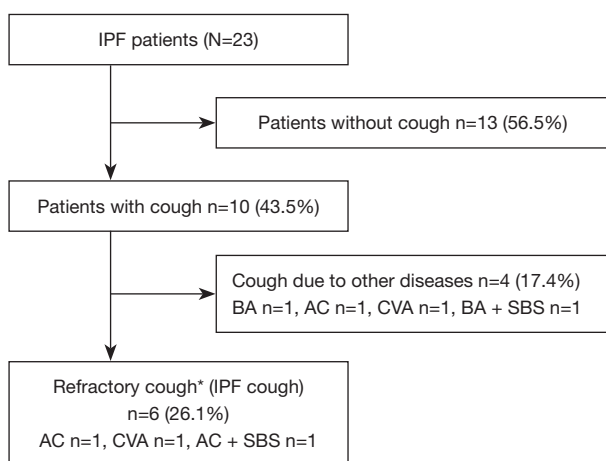 IPF patients (N=23)
Patients without cough n=13 (56.5%)
Patients with cough n=10 (43.5%)
Cough due to other diseases n=4 (17.4%)
BA n=1, AC n=1, CVA n=1, BA + SBS n=1
Refractory cough* (IPF cough)
n=6 (26.1%)
AC n=1, CVA n=1, AC + SBS n=1